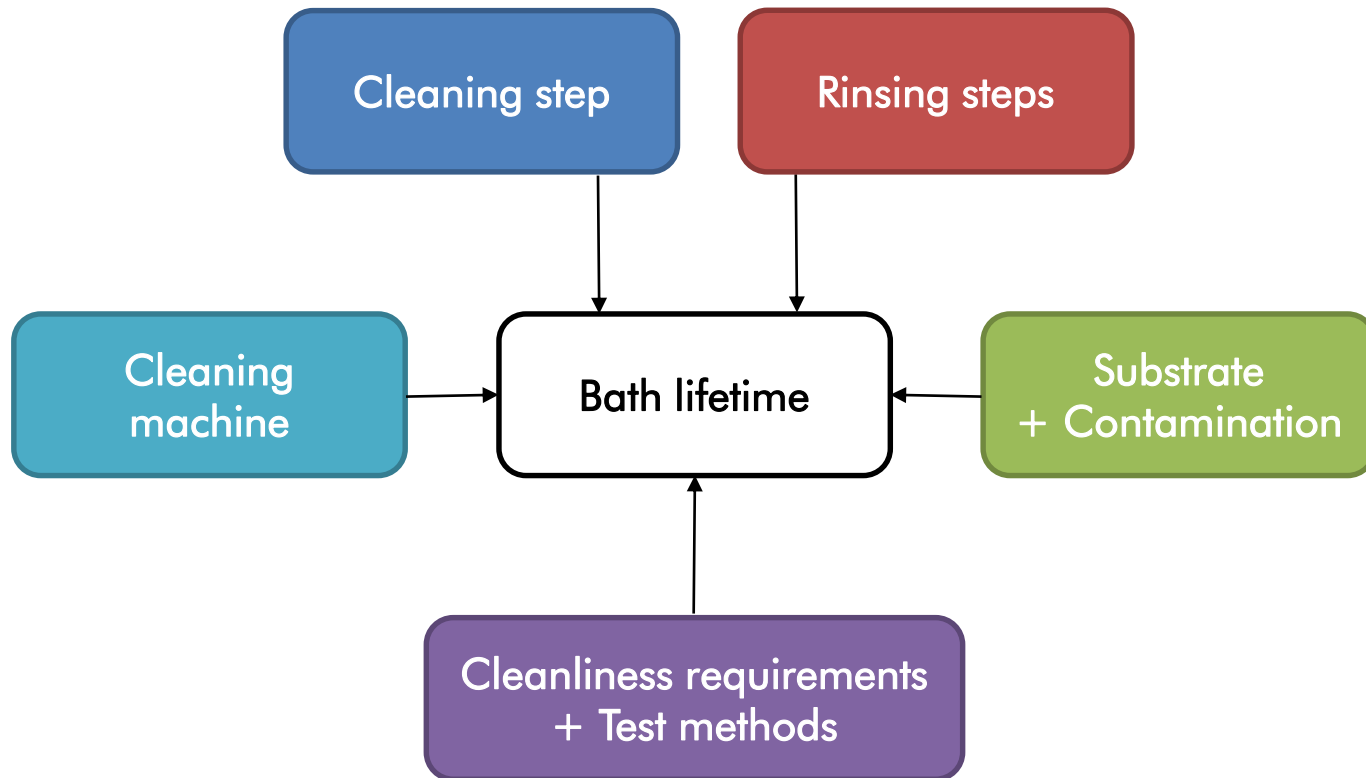 Cleaning step
Rinsing steps
Cleaning
machine
Bath lifetime
Substrate
+ Contamination
Cleanliness requirements
+ Test methods